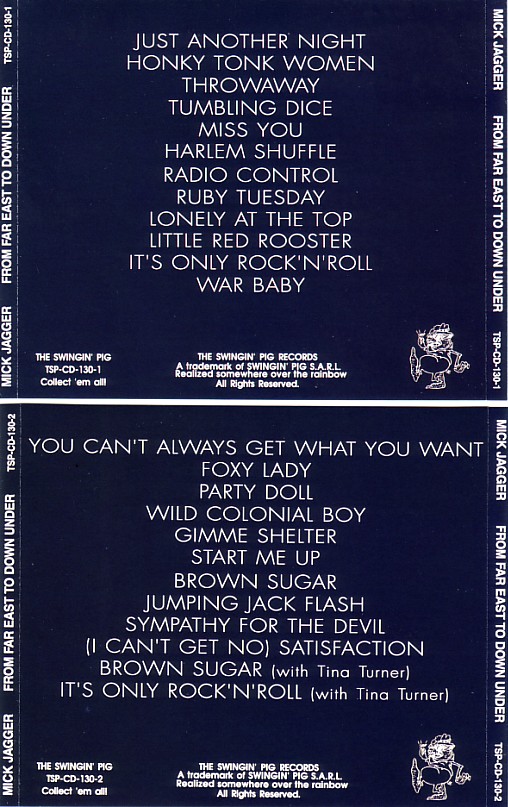 TSP-CD-130-1
FROM FAR EAST TO DOWN UNDER
MICK JAGGER
JUST ANOTHER NIGHT
HONKY TONK WOMEN
THROWAWAY
TUMBLING DICE
MISS YOU
HARLEM SHUFFLE
RADIO CONTROL
RUBY TUESDAY
LONELY AT THE TOP
LITTLE RED ROOSTER
IT'S ONLY ROCK'N'ROLL
WAR BABY
THE SWINGIN' PIG
TSP-CD-130-1
Collect 'em all!
THE SWINGIN' PIG RECORDS
A trademark of SWINGIN' PIG S.A.R.L.
Realized somewhere over the rainbow
All Rights Reserved.
MICK JAGGER
FROM FAR EAST TO DOWN UNDER
TSP-CD-130-1
TSP-CD-130-2
FROM FAR EAST TO DOWN UNDER
MICK JAGGER
YOU CAN'T ALWAYS GET WHAT YOU WANT
FOXY LADY
PARTY DOLL
WILD COLONIAL BOY
GIMME SHELTER
START ME UP
BROWN SUGAR
JUMPING JACK FLASH
SYMPATHY FOR THE DEVIL
(I CAN'T GET NO) SATISFACTION
BROWN SUGAR (with Tina Turner)
IT'S ONLY ROCK'N'ROLL (with Tina Turner)
THE SWINGIN' PIG
TSP-CD-130-2
Collect 'em all!
THE SWINGIN' PIG RECORDS
A trademark of SWINGIN' PIG S.A.R.L.
Realized somewhere over the rainbow
All Rights Reserved.
MICK JAGGER
FROM FAR EAST TO DOWN UNDER
TSP-CD-130-2